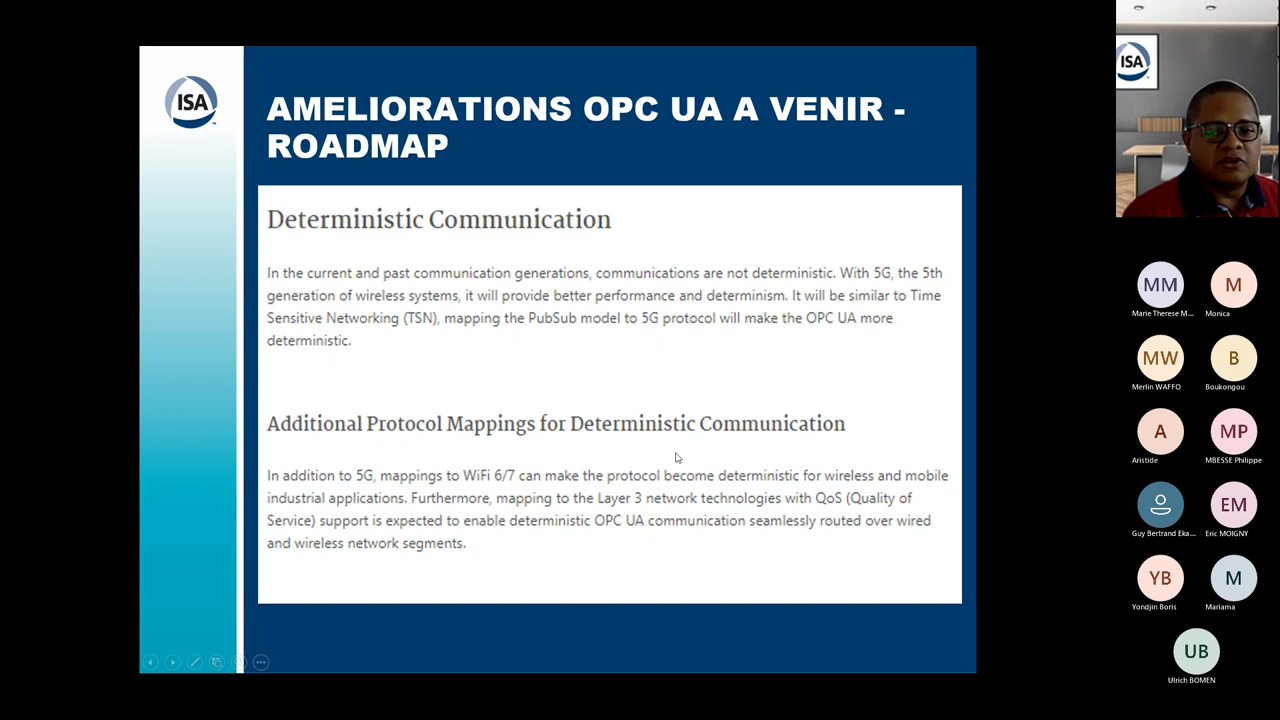 ISA
AMELIORATIONS OPC UA A VENIR -
ROADMAP
Deterministic Communication
In the current and past communication generations, communications are not deterministic. With 5G, the 5th
generation of wireless systems, it will provide better performance and determinism. It will be similar to Time
Sensitive Networking (TSN), mapping the PubSub model to 5G protocol will make the OPC UA more
deterministic.
Additional Protocol Mappings for Deterministic Communication
In addition to 5G, mappings to WiFi 6/7 can make the protocol become deterministic for wireless and mobile
industrial applications. Furthermore, mapping to the Layer 3 network technologies with QoS (Quality of
Service) support is expected to enable deterministic OPC UA communication seamlessly routed over wired
and wireless network segments.
ISA
MM
Marie Therese M...
M
Monica
MW
Merlin WAFFO
B
Boukongou
A
Aristide
MP
MBESSE Philippe
Guy Bertrand Eka...
EM
Eric MOIGNY
YB
Yondjin Boris
M
Mariama
UB
Ulrich BOMEN